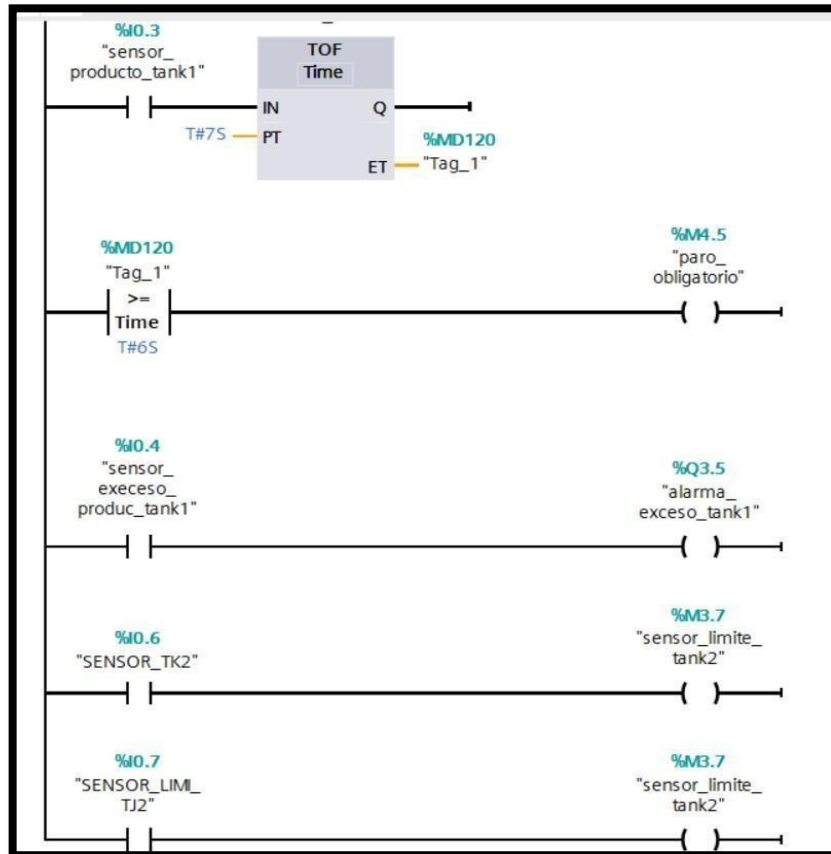 %I0.3
"sensor_
producto_tank1"
TOF
Time
IN
Q
T#7S
PT
%MD120
ET
"Tag_1"
%MD120
"Tag_1"
>=
Time
T#6S
%M4.5
"paro_
obligatorio"
%I0.4
"sensor_
execeso_
produc_tank1"
%Q3.5
"alarma_
exceso_tank1"
%I0.6
"SENSOR_TK2"
%M3.7
"sensor_limite_
tank2"
%I0.7
"SENSOR_LIMI_
TJ2"
%M3.7
"sensor_limite_
tank2"